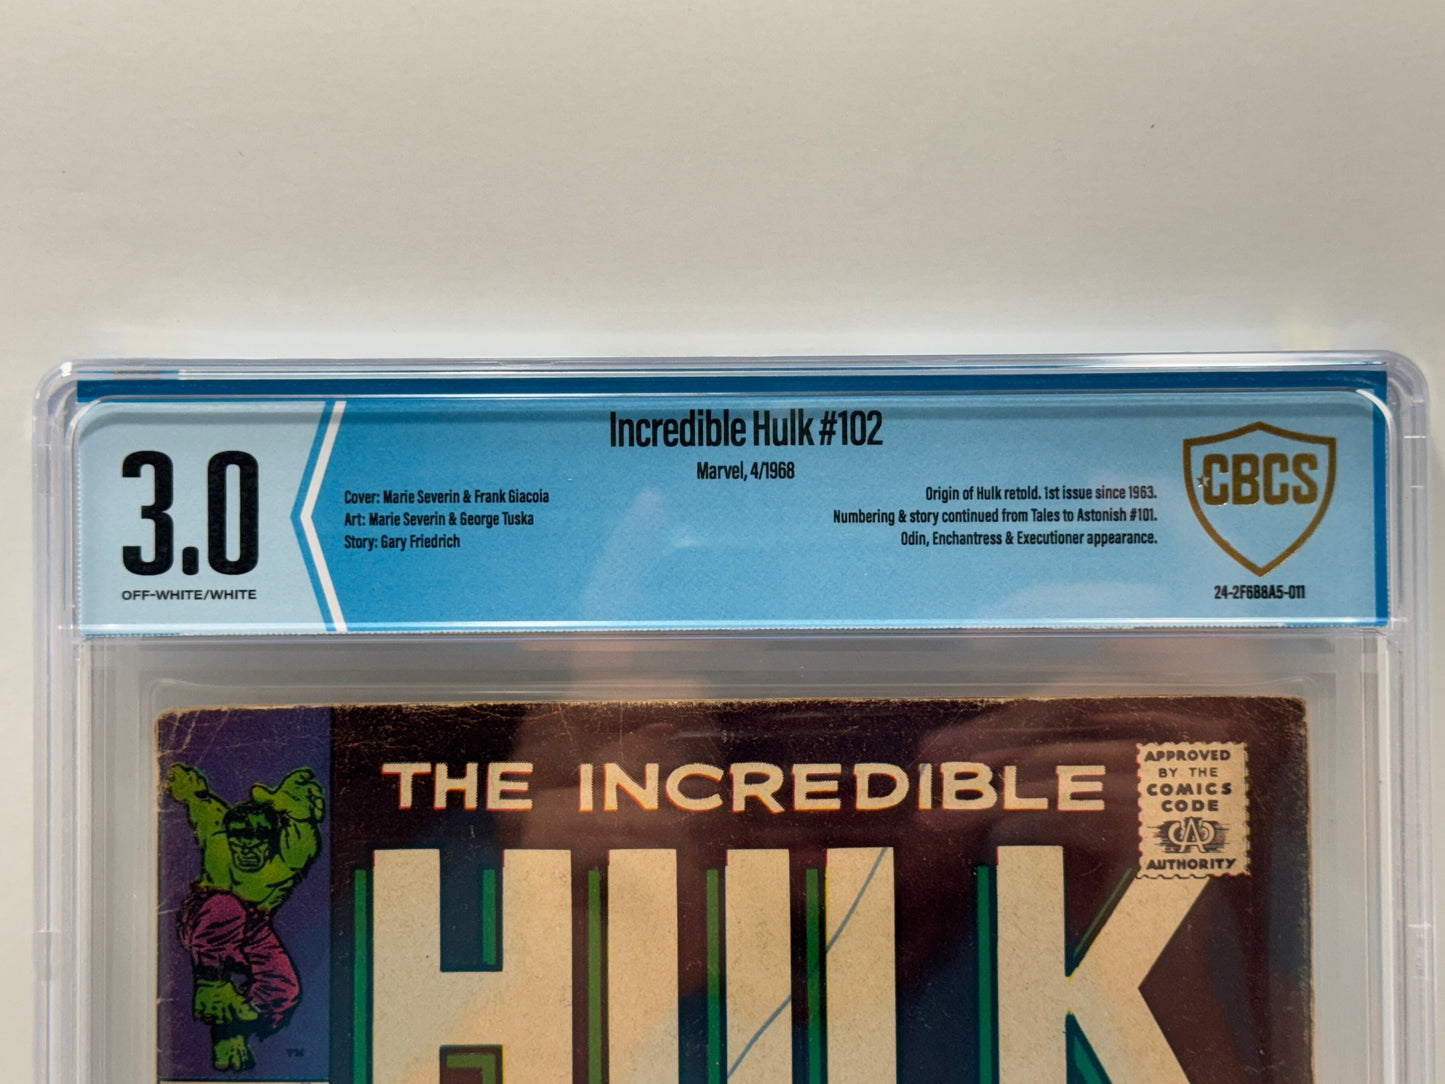 3.0
OFF-WHITE/WHITE
Incredible Hulk #102
Marvel, 4/1968
Cover: Marie Severin & Frank Giacoia
Art: Marie Severin & George Tuska
Story: Gary Friedrich
Origin of Hulk retold. 1st issue since 1963.
Numbering & story continued from Tales to Astonish #101.
Odin, Enchantress & Executioner appearance.
CBCS
24-2F6B8A5-011
THE INCREDIBLE
HULK
APPROVED
BY THE
COMICS
CODE
CA
AUTHORITY
TM